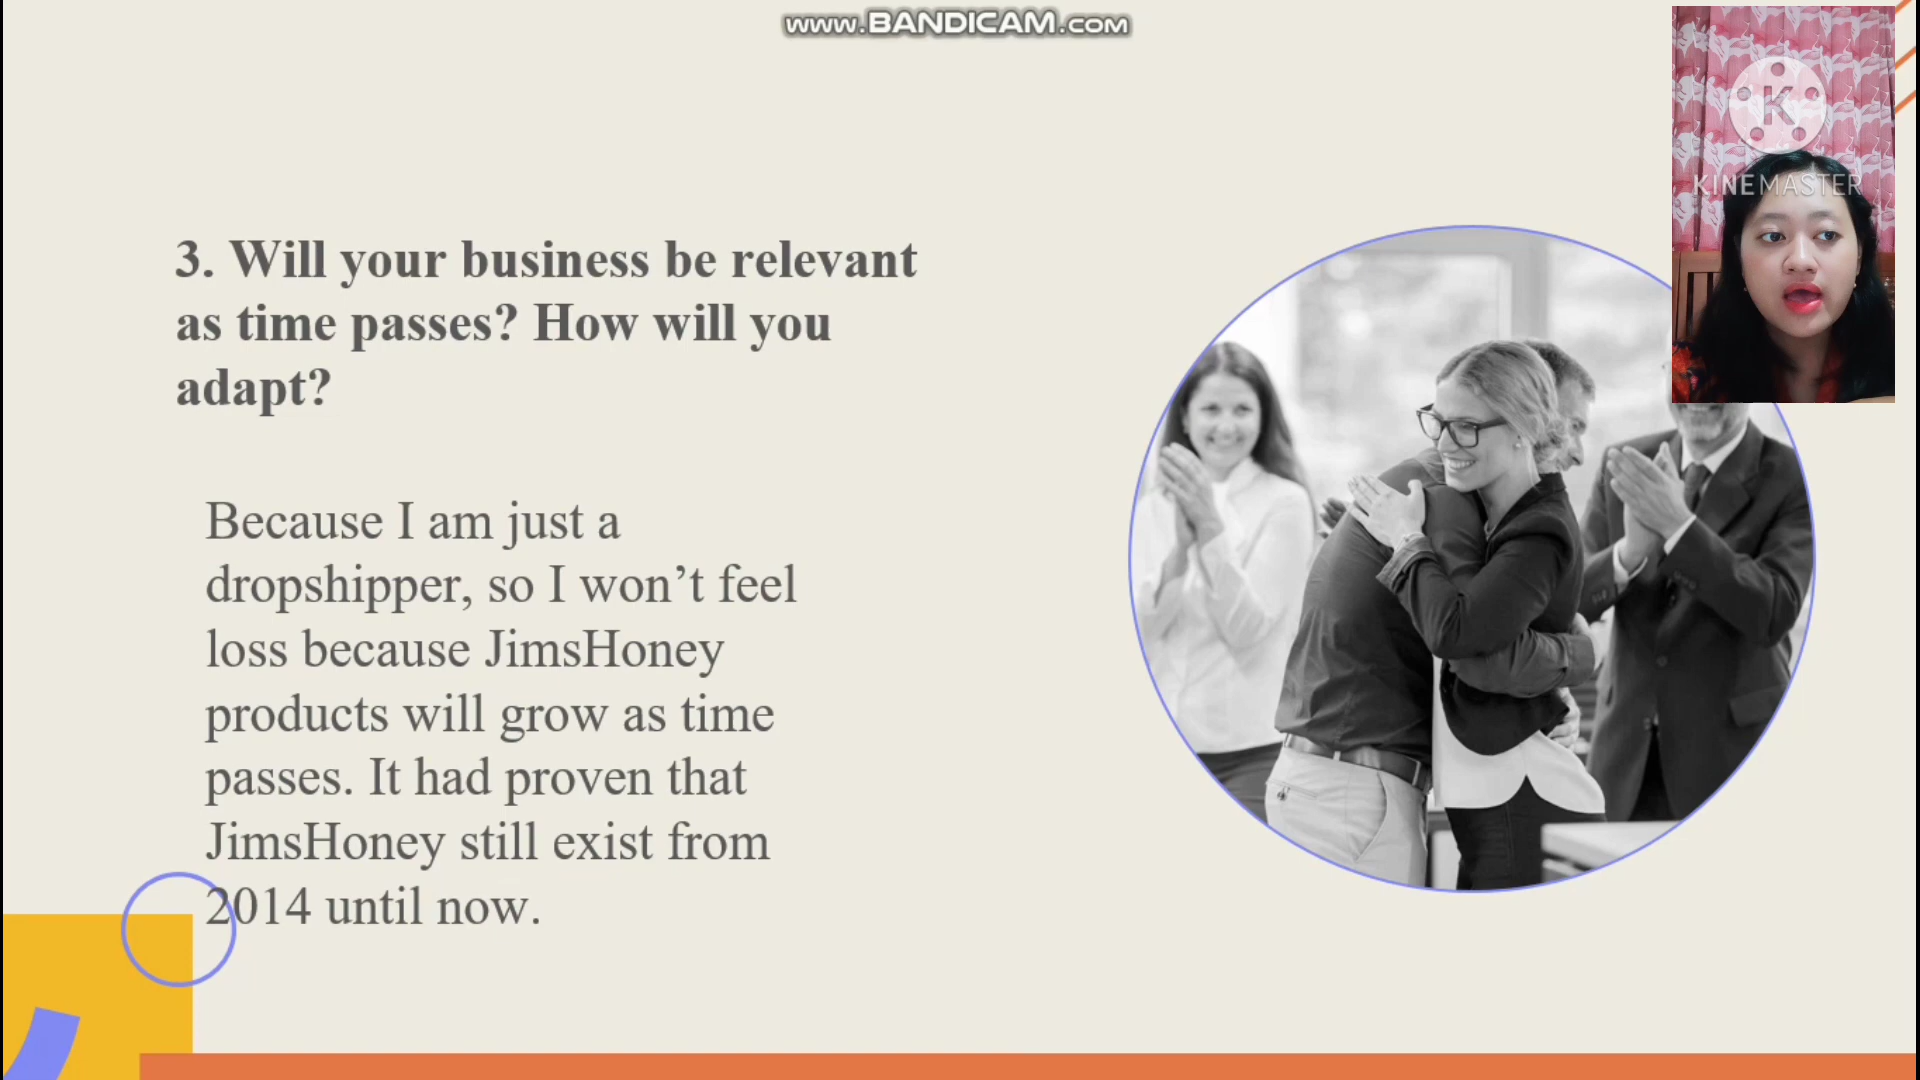 www.BANDICAM.com
K
KINEMASTER
3. Will your business be relevant
as time passes? How will you
adapt?
Because I am just a
dropshipper, so I won’t feel
loss because JimsHoney
products will grow as time
passes. It had proven that
JimsHoney still exist from
2014 until now.